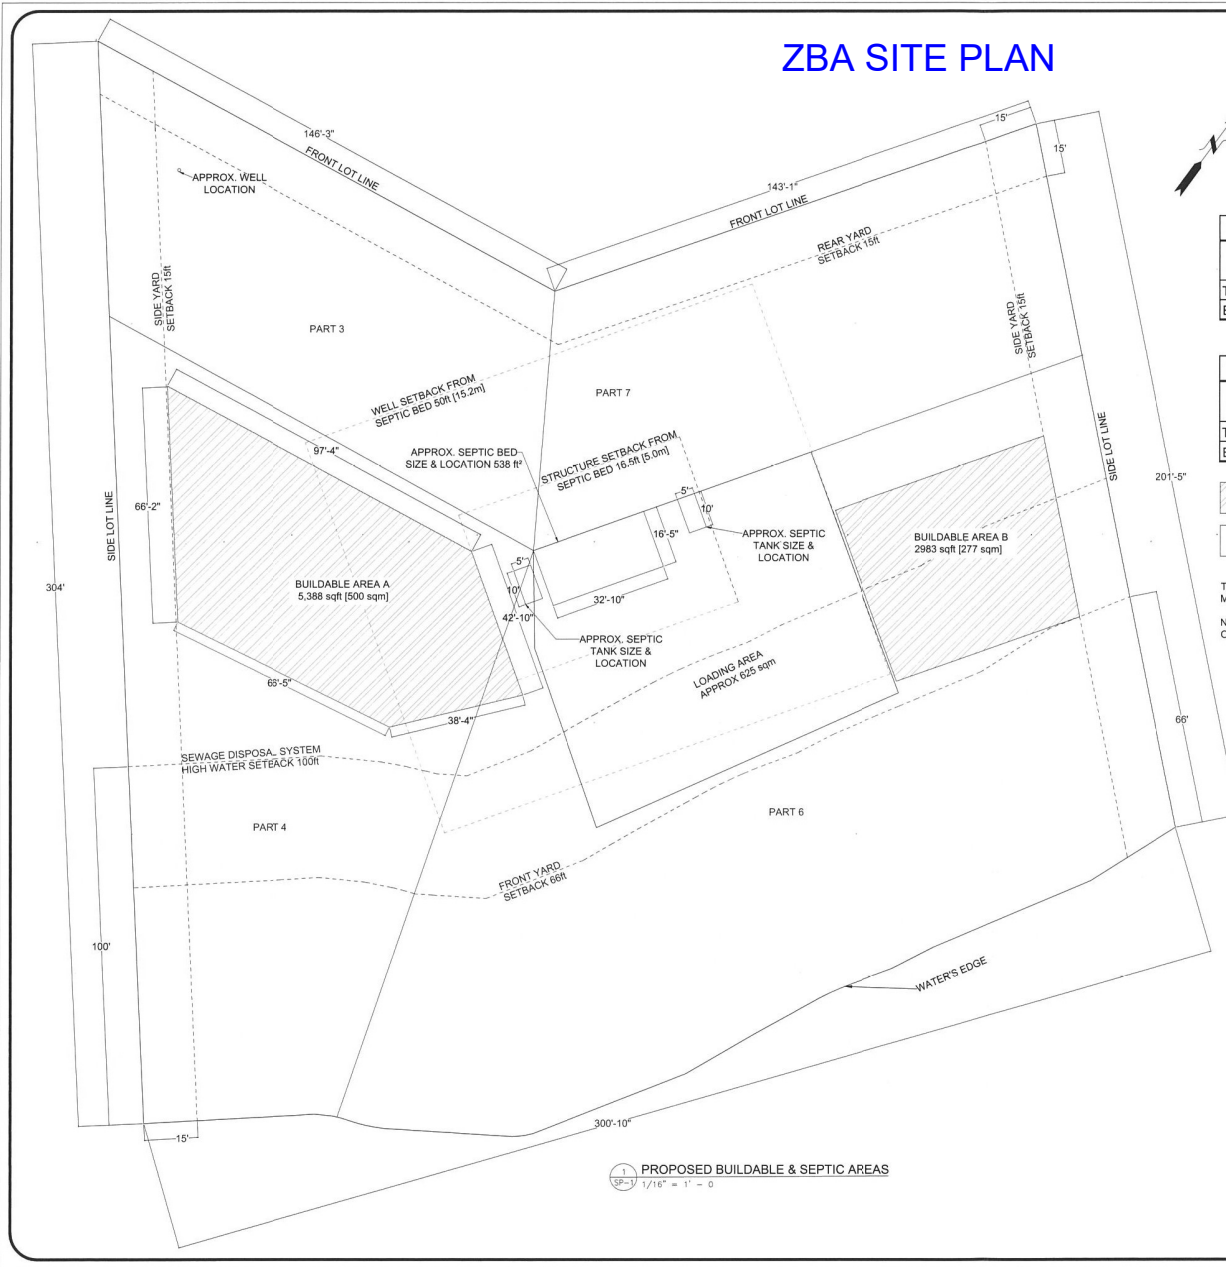 ZBA SITE PLAN
146'-3"
FRONT LOT LINE
15'
15'
143'-1"
FRONT LOT LINE
APPROX. WELL
LOCATION
REAR YARD
SETBACK 15ft
SIDE YARD
SETBACK 15ft
SIDE YARD
SETBACK 15ft
PART 3
WELL SETBACK FROM
SEPTIC BED 50ft [15.2m]
PART 7
97'-4"
APPROX. SEPTIC BED
SIZE & LOCATION 538 ft²
STRUCTURE SETBACK FROM
SEPTIC BED 16.5ft [5.0m]
SIDE LOT LINE
201'-5"
66'-2"
SIDE LOT LINE
5'
10'
16'-5"
APPROX. SEPTIC
TANK SIZE &
LOCATION
BUILDABLE AREA B
2983 sqft [277 sqm]
304'
BUILDABLE AREA A
5,388 sqft [500 sqm]
5'
10'
42'-10"
32'-10"
APPROX. SEPTIC
TANK SIZE &
LOCATION
LOADING AREA
APPROX 625 sqm
66'-5"
38'-4"
66'
SEWAGE DISPOSAL SYSTEM
HIGH WATER SETBACK 100ft
PART 4
PART 6
FRONT YARD
SETBACK 66ft
100'
WATER'S EDGE
15'
300'-10"
1
SP-1
PROPOSED BUILDABLE & SEPTIC AREAS
1/16" = 1' - 0